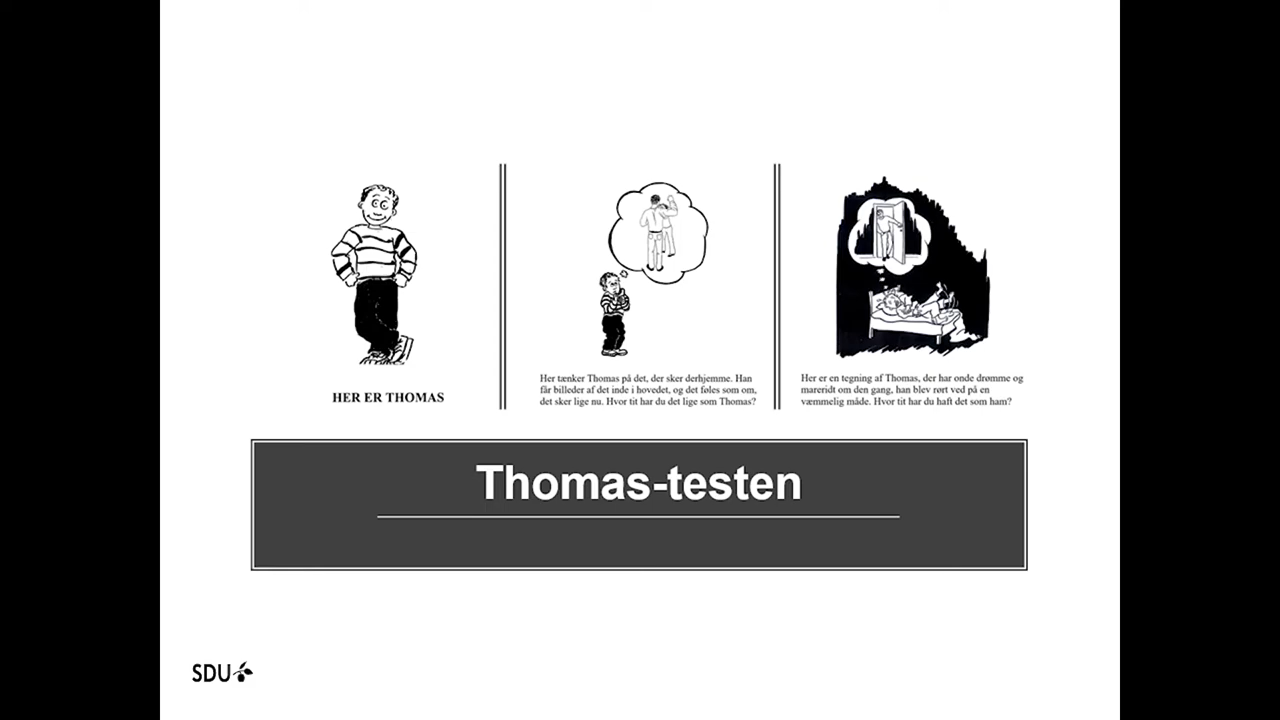 HER ER THOMAS
Her tænker Thomas på det, der sker derhjemme. Han
får billeder af det inde i hovedet, og det føles som om,
det sker lige nu. Hvor tit har du det lige som Thomas?
Her er en tegning af Thomas, der har onde drømme og
mareridt om den gang, han blev rørt ved på en
væmmelig måde. Hvor tit har du haft det som ham?
Thomas-testen
SDU